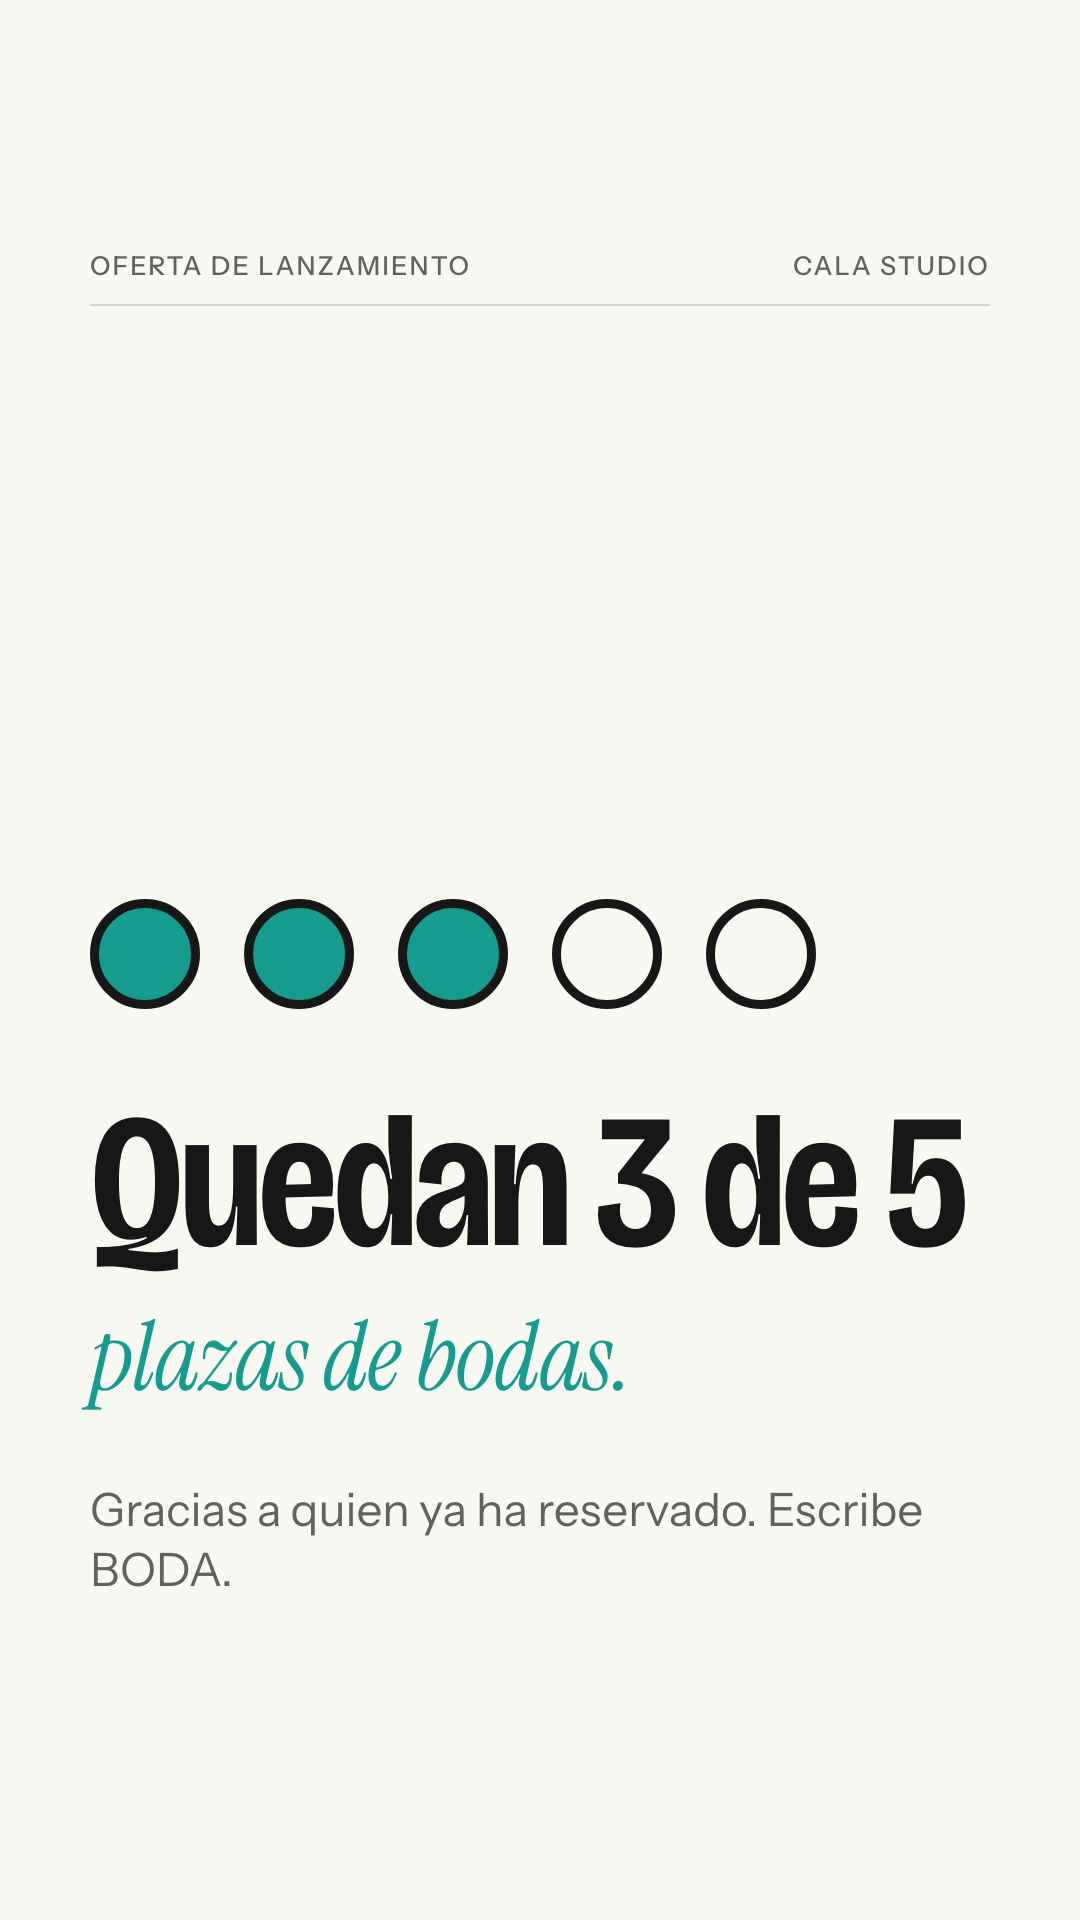 OFERTA DE LANZAMIENTO CALA STUDIO
Quedan 3 de 5
plazas de bodas.
Gracias a quien ya ha reservado. Escribe
BODA.